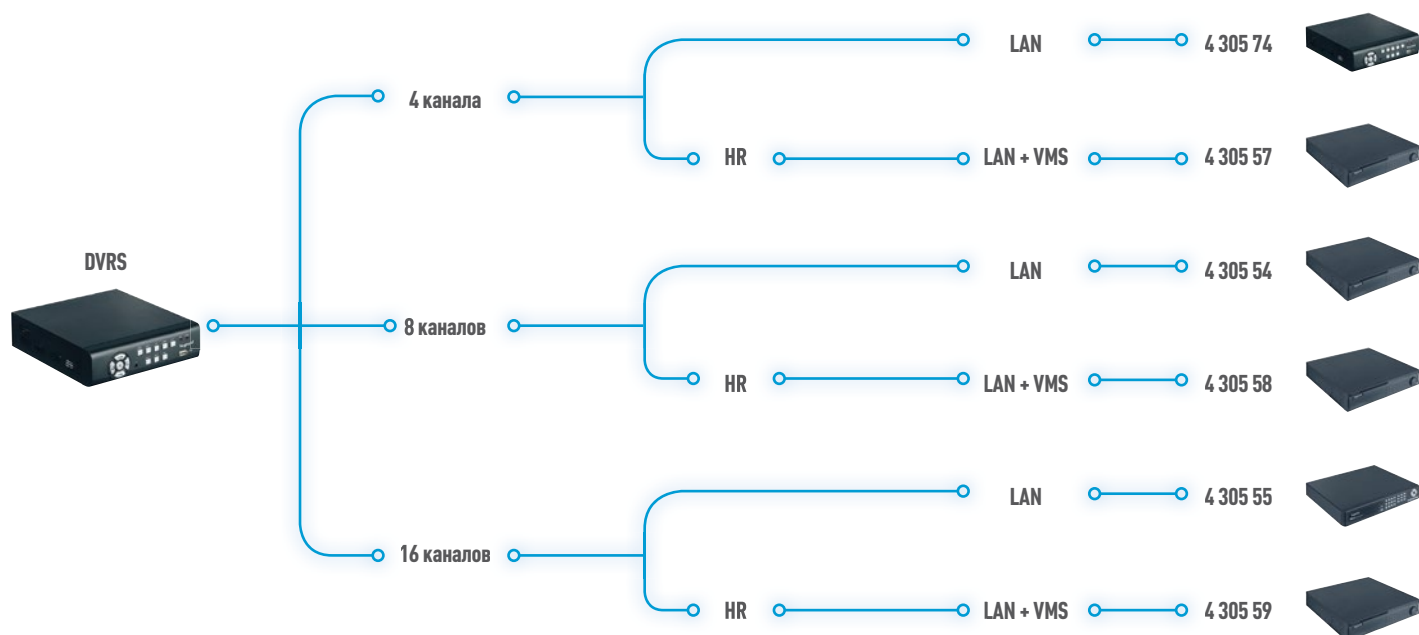 LAN 4 305 74
4 канала
HR LAN + VMS 4 305 57
DVRS
LAN 4 305 54
8 каналов
HR LAN + VMS 4 305 58
LAN 4 305 55
16 каналов
HR LAN + VMS 4 305 59